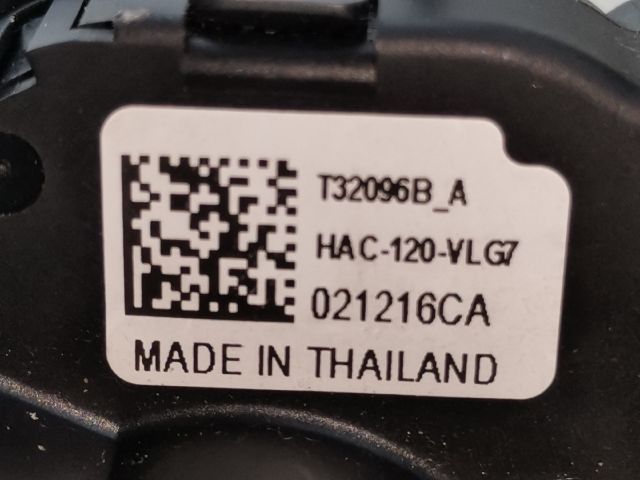 T32096B_A
HAC-120-VLG7
021216CA
MADE IN THAILAND